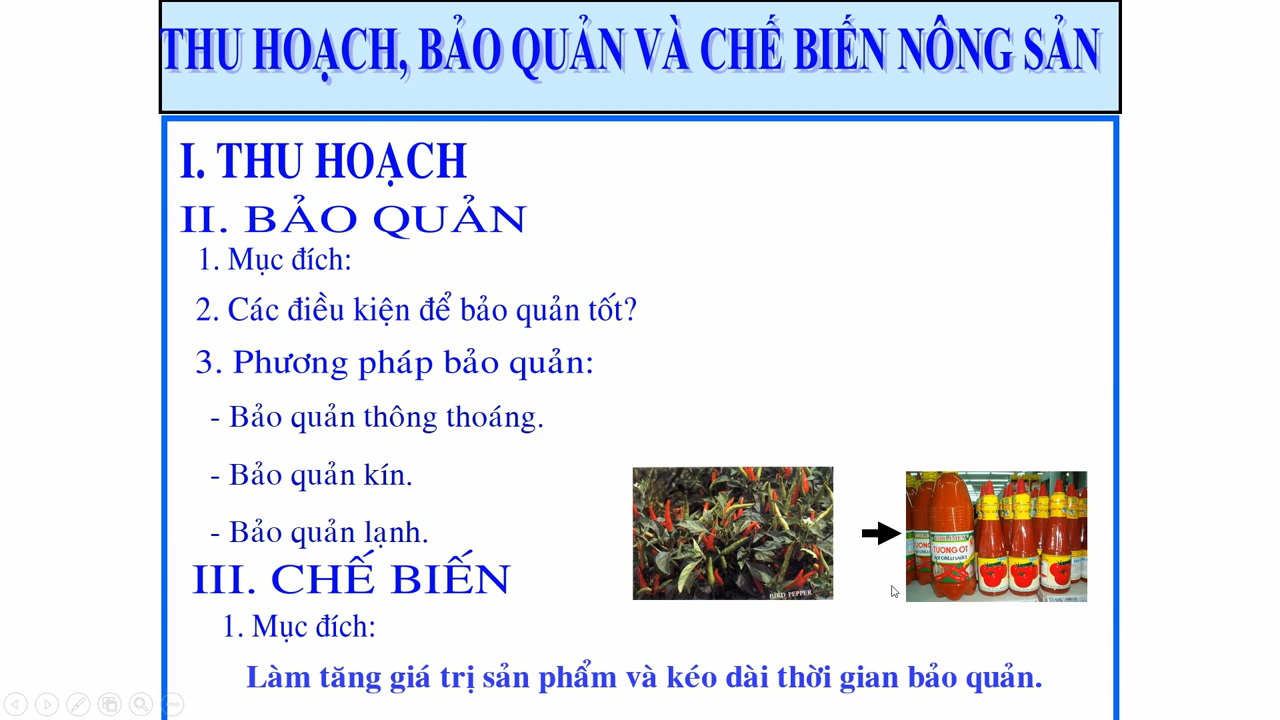 THU HOẠCH, BẢO QUẢN VÀ CHẾ BIẾN NÔNG SẢN
I. THU HOẠCH
II. BẢO QUẢN
1. Mục đích:
2. Các điều kiện để bảo quản tốt?
3. Phương pháp bảo quản:
- Bảo quản thông thoáng.
- Bảo quản kín.
- Bảo quản lạnh.
BIRD PEPPER
TUONG OT
III. CHẾ BIẾN
1. Mục đích:
Làm tăng giá trị sản phẩm và kéo dài thời gian bảo quản.